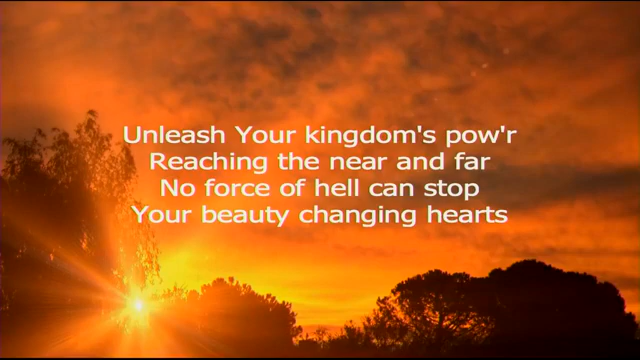 Unleash Your kingdom's pow'r
Reaching the near and far
No force of hell can stop
Your beauty changing hearts